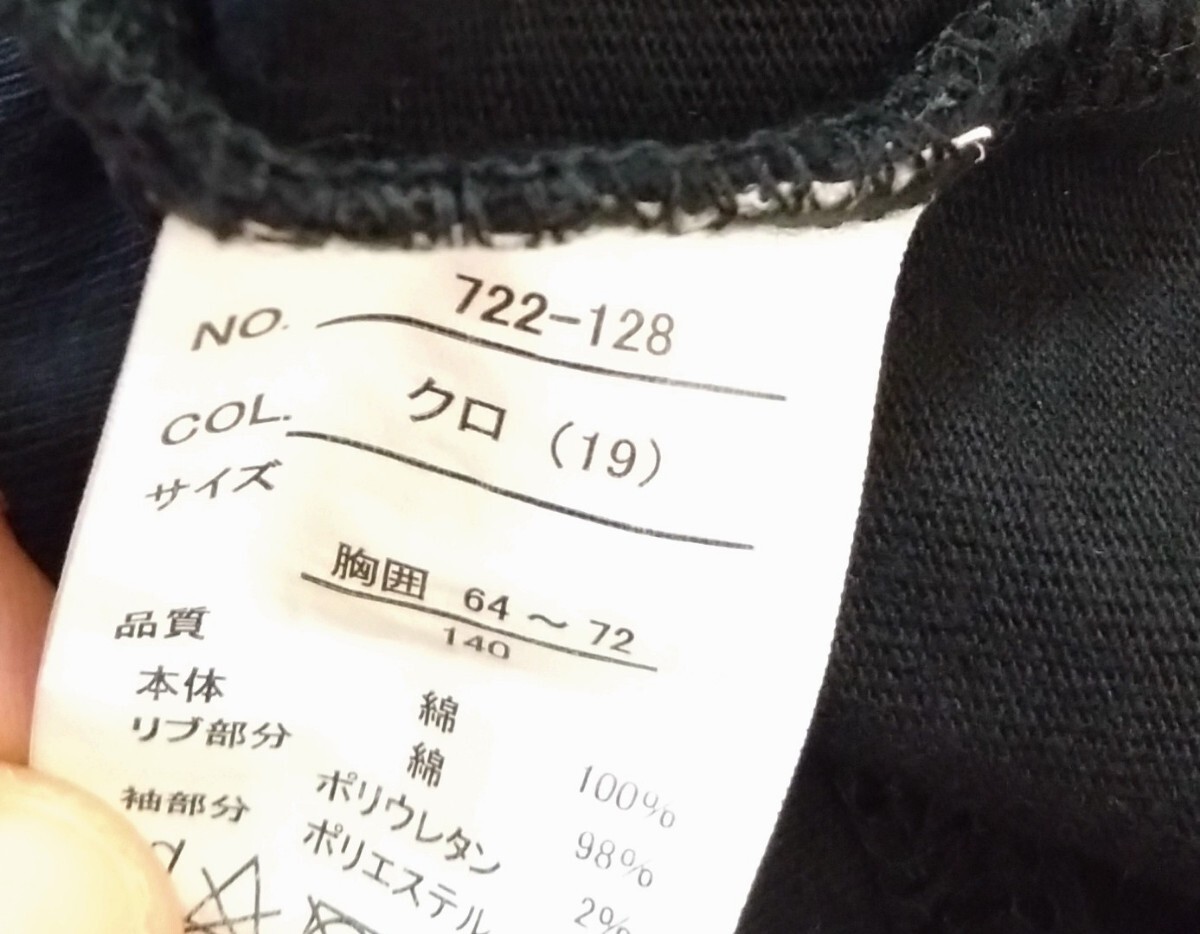 NO. 722-128
COL. クロ (19)
サイズ
胸囲 64 ～ 72
140
品質
本体 綿 100%
リブ部分 綿 98%
ポリウレタン 2%
袖部分 ポリエステル